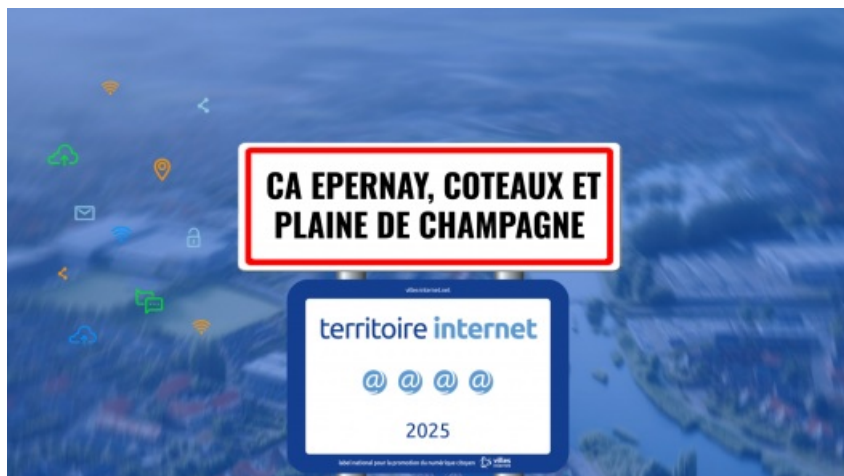 CA EPERNAY, COTEAUX ET
PLAINE DE CHAMPAGNE
villes-internet.net
territoire internet
@ @ @ @
2025
label national pour la promotion du numérique citoyen villes internet